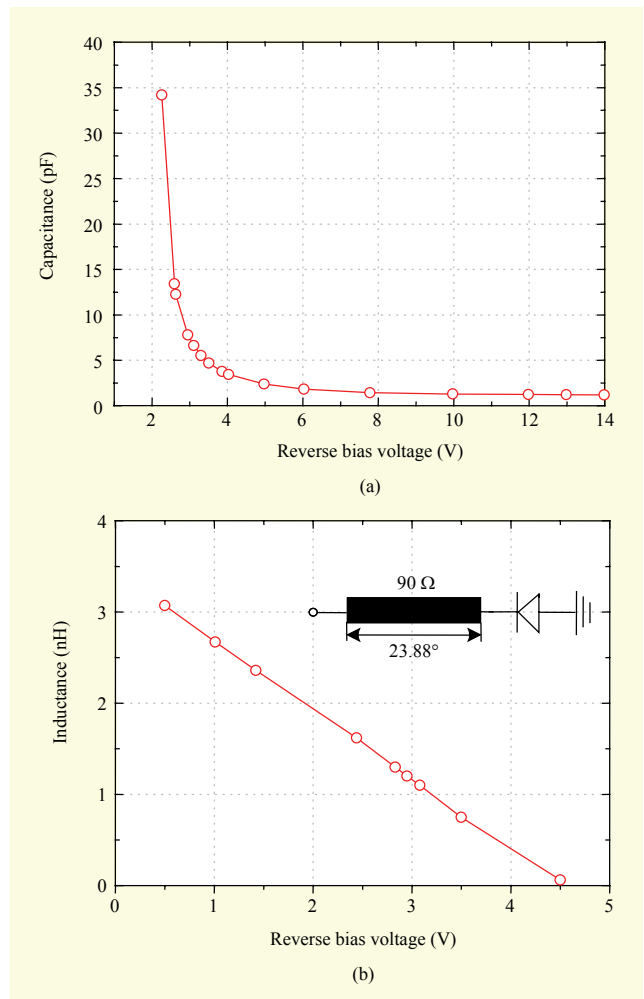 40
35
30
25
20
15
10
5
0
Capacitance (pF)
2 4 6 8 10 12 14
Reverse bias voltage (V)
(a)
4
3
2
1
0
Inductance (nH)
90 Ω
23.88°
0 1 2 3 4 5
Reverse bias voltage (V)
(b)